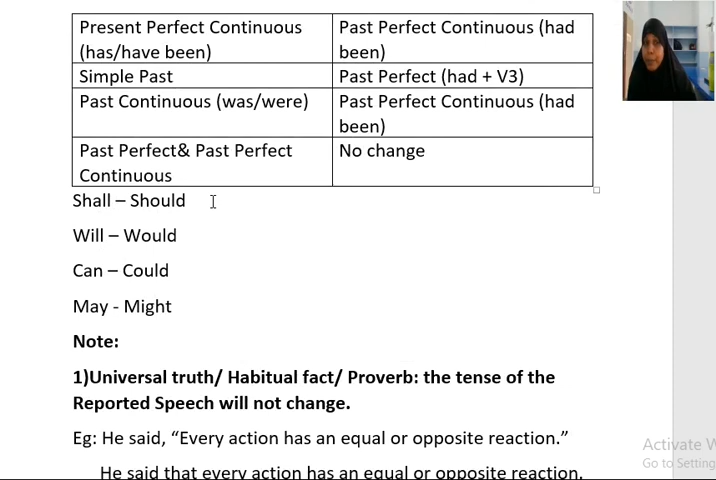 Present Perfect Continuous
(has/have been)
Past Perfect Continuous (had
been)
Simple Past
Past Perfect (had + V3)
Past Continuous (was/were)
Past Perfect Continuous (had
been)
Past Perfect& Past Perfect
Continuous
No change
Shall – Should
Will – Would
Can – Could
May - Might
Note:
1)Universal truth/ Habitual fact/ Proverb: the tense of the
Reported Speech will not change.
Eg: He said, “Every action has an equal or opposite reaction.”
He said that every action has an equal or opposite reaction.
Activate W
Go to Setting